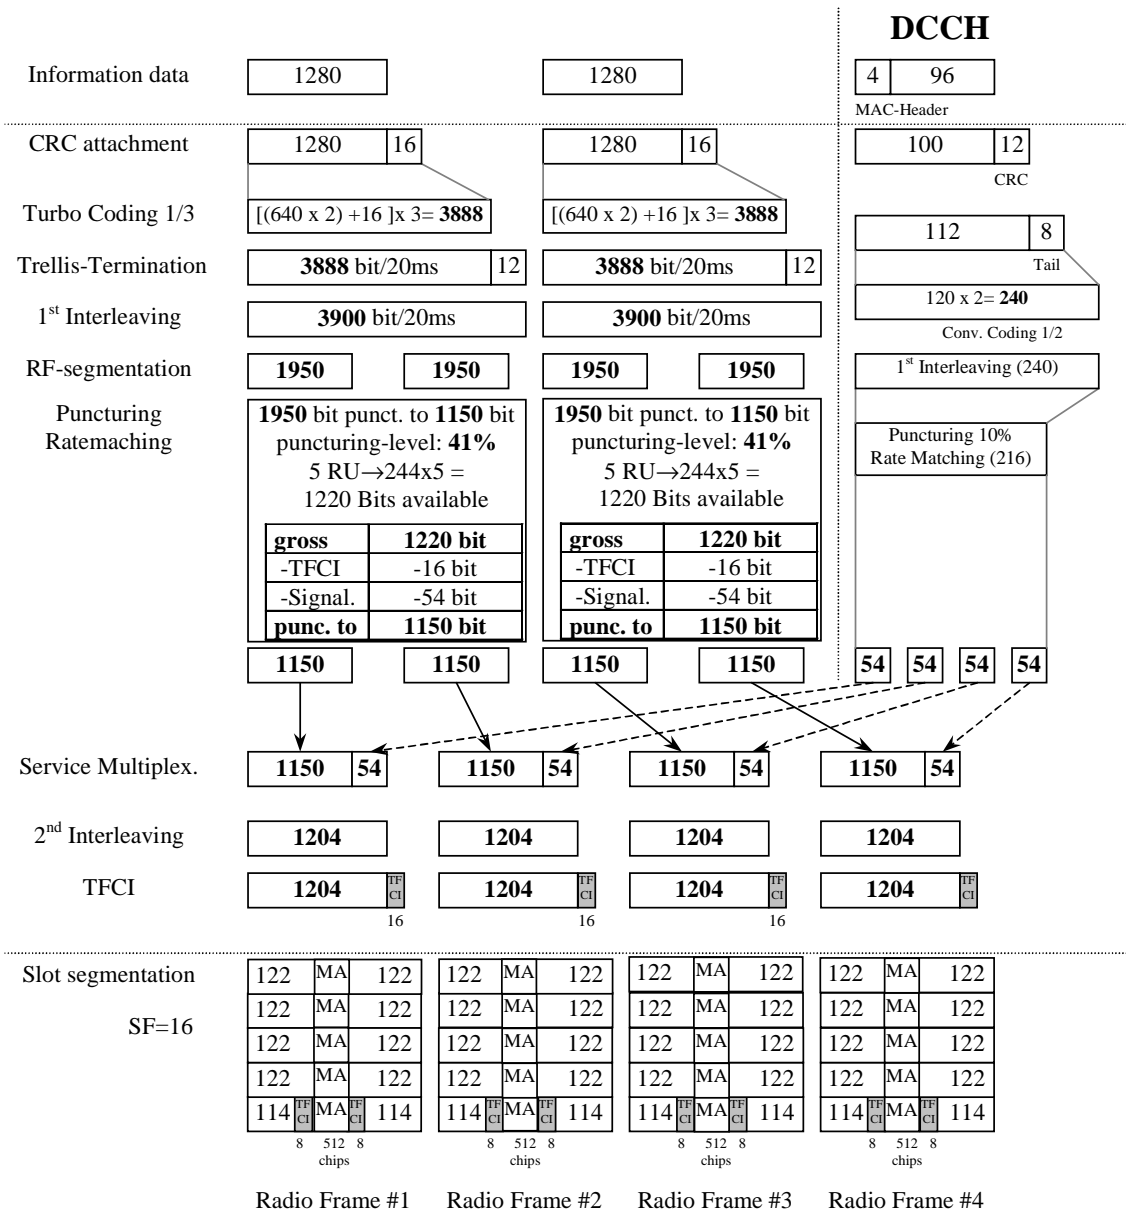 DCCH
Information data 1280 1280 4 96
MAC-Header
CRC attachment 1280 16 1280 16 100 12
CRC
Turbo Coding 1/3 [(640 x 2) +16 ]x 3= 3888 [(640 x 2) +16 ]x 3= 3888
112 8
Trellis-Termination 3888 bit/20ms 12 3888 bit/20ms 12 Tail
120 x 2= 240
1st Interleaving 3900 bit/20ms 3900 bit/20ms
Conv. Coding 1/2
RF-segmentation 1950 1950 1950 1950 1st Interleaving (240)
Puncturing 1950 bit punct. to 1150 bit 1950 bit punct. to 1150 bit
Ratemaching puncturing-level: 41% puncturing-level: 41% Puncturing 10%
Rate Matching (216)
5 RU→244x5 = 5 RU→244x5 =
1220 Bits available 1220 Bits available
gross 1220 bit gross 1220 bit
-TFCI -16 bit -TFCI -16 bit
-Signal. -54 bit -Signal. -54 bit
punc. to 1150 bit punc. to 1150 bit
1150 1150 1150 1150 54 54 54 54
Service Multiplex. 1150 54 1150 54 1150 54 1150 54
2nd Interleaving 1204 1204 1204 1204
TFCI 1204 TF CI 1204 TF CI 1204 TF CI 1204 TF CI
16 16 16
Slot segmentation 122 MA 122 122 MA 122 122 MA 122 122 MA 122
SF=16 122 MA 122 122 MA 122 122 MA 122 122 MA 122
122 MA 122 122 MA 122 122 MA 122 122 MA 122
122 MA 122 122 MA 122 122 MA 122 122 MA 122
114 TF CI MA TF CI 114 114 TF CI MA TF CI 114 114 TF CI MA TF CI 114 114 TF CI MA TF CI 114
8 512 8 8 512 8 8 512 8 8 512 8
chips chips chips chips
Radio Frame #1 Radio Frame #2 Radio Frame #3 Radio Frame #4